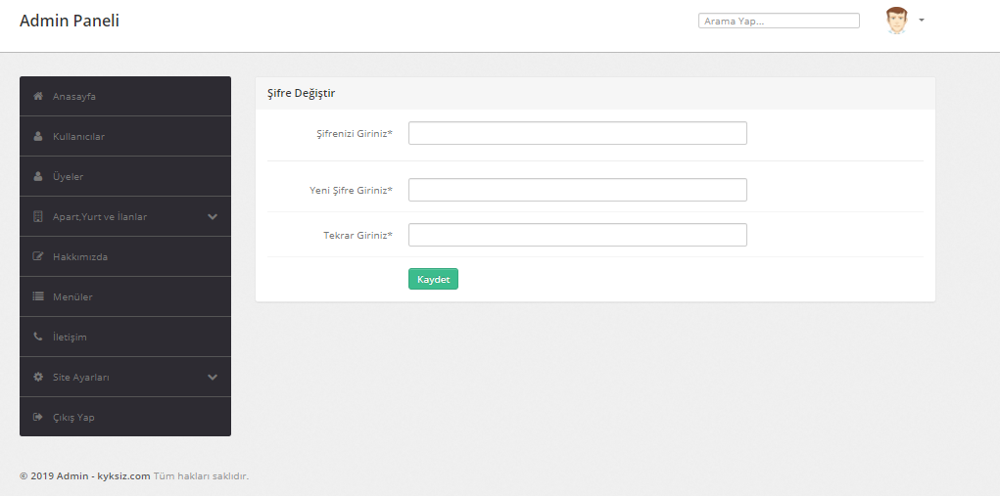 Admin Paneli
Arama Yap...
Anasayfa
Kullanıcılar
Üyeler
Apart,Yurt ve İlanlar
Hakkımızda
Menüler
İletişim
Site Ayarları
Çıkış Yap
Şifre Değiştir
Şifrenizi Giriniz*
Yeni Şifre Giriniz*
Tekrar Giriniz*
Kaydet
© 2019 Admin - kyksiz.com Tüm hakları saklıdır.